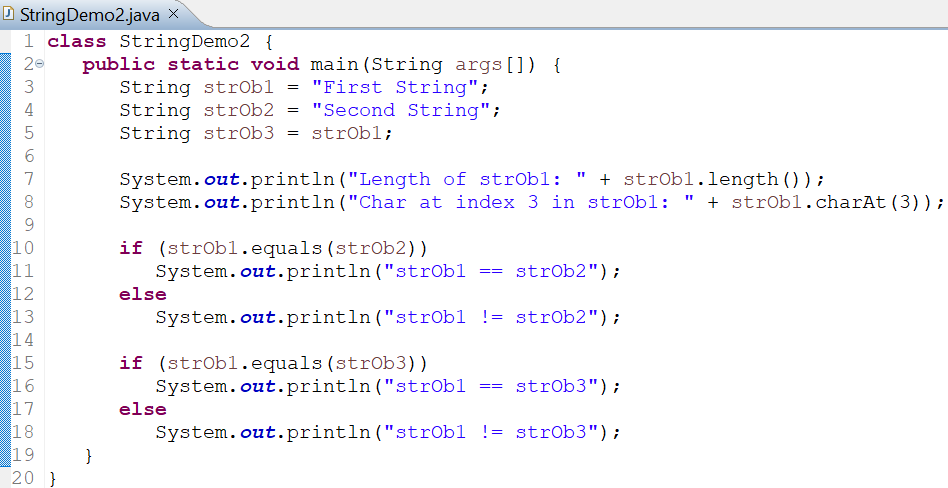 StringDemo2.java
1 class StringDemo2 {
2 public static void main(String args[]) {
3 String strOb1 = "First String";
4 String strOb2 = "Second String";
5 String strOb3 = strOb1;
6
7 System.out.println("Length of strOb1: " + strOb1.length());
8 System.out.println("Char at index 3 in strOb1: " + strOb1.charAt(3));
9
10 if (strOb1.equals(strOb2))
11 System.out.println("strOb1 == strOb2");
12 else
13 System.out.println("strOb1 != strOb2");
14
15 if (strOb1.equals(strOb3))
16 System.out.println("strOb1 == strOb3");
17 else
18 System.out.println("strOb1 != strOb3");
19 }
20 }